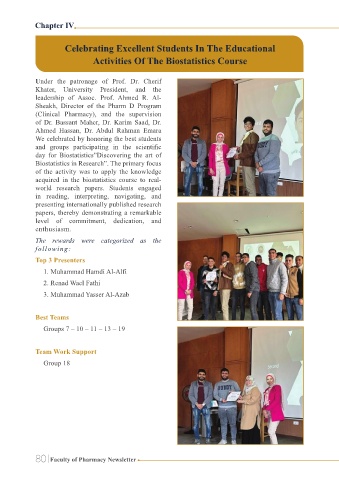 Chapter IV
Celebrating Excellent Students In The Educational
Activities Of The Biostatistics Course
Under the patronage of Prof. Dr. Cherif
Khater, University President, and the
leadership of Assoc. Prof. Ahmed R. Al-
Sheakh, Director of the Pharm D Program
(Clinical Pharmacy), and the supervision
of Dr. Bassant Maher, Dr. Karim Saad, Dr.
Ahmed Hassan, Dr. Abdul Rahman Emara
We celebrated by honoring the best students
and groups participating in the scientific
day for Biostatistics"Discovering the art of
Biostatistics in Research". The primary focus
of the activity was to apply the knowledge
acquired in the biostatistics course to real-
world research papers. Students engaged
in reading, interpreting, navigating, and
presenting internationally published research
papers, thereby demonstrating a remarkable
level of commitment, dedication, and
enthusiasm.
The rewards were categorized as the
following:
Top 3 Presenters
1. Muhammad Hamdi Al-Alfi
2. Renad Wael Fathi
3. Muhammad Yasser Al-Azab
Best Teams
Groups 7 – 10 – 11 – 13 – 19
Team Work Support
Group 18
80 Faculty of Pharmacy Newsletter